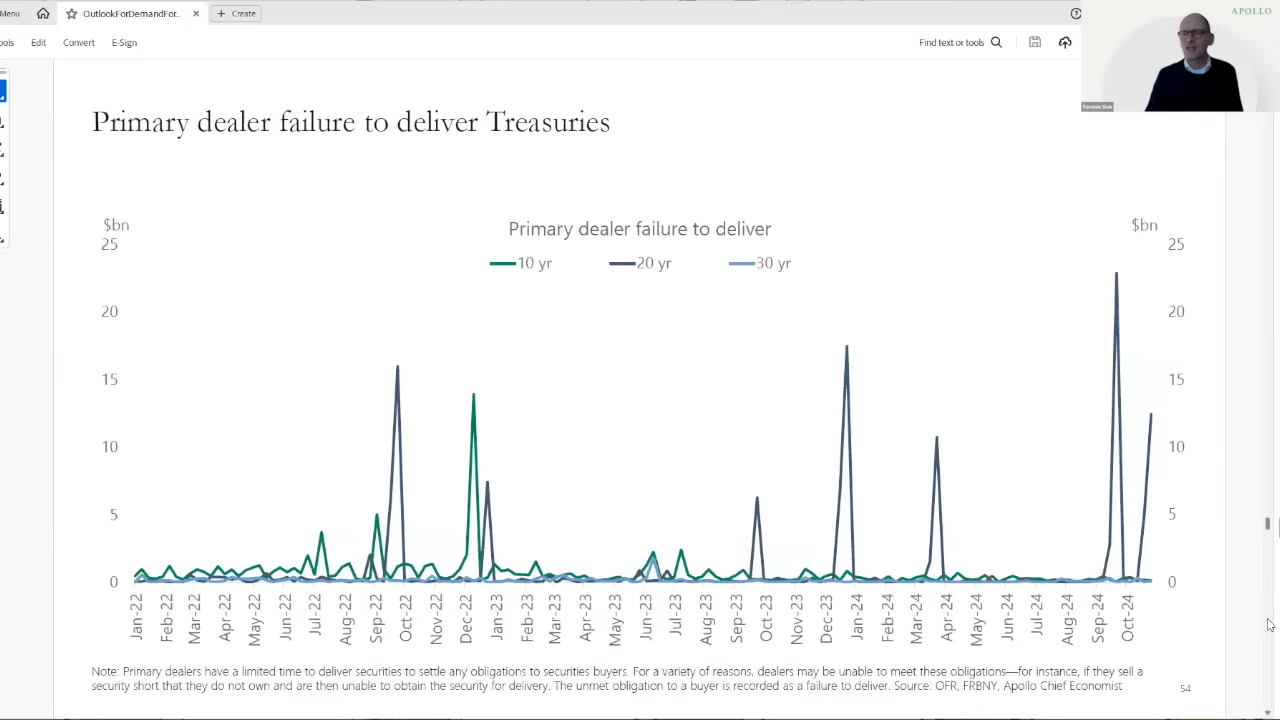 Menu
OutlookForDemandFor...
Create
APOLLO
ools
Edit
Convert
E-Sign
Find text or tools
Torsten Slok
Primary dealer failure to deliver Treasuries
$bn
Primary dealer failure to deliver
$bn
25
25
10 yr
20 yr
30 yr
20
20
15
15
10
10
5
5
0
0
Jan-22
Feb-22
Mar-22
Apr-22
May-22
Jun-22
Jul-22
Aug-22
Sep-22
Oct-22
Nov-22
Dec-22
Jan-23
Feb-23
Mar-23
Apr-23
May-23
Jun-23
Jul-23
Aug-23
Sep-23
Oct-23
Nov-23
Dec-23
Jan-24
Feb-24
Mar-24
Apr-24
May-24
Jun-24
Jul-24
Aug-24
Sep-24
Oct-24
Note: Primary dealers have a limited time to deliver securities to settle any obligations to securities buyers. For a variety of reasons, dealers may be unable to meet these obligations—for instance, if they sell a
security short that they do not own and are then unable to obtain the security for delivery. The unmet obligation to a buyer is recorded as a failure to deliver. Source: OFR, FRBNY, Apollo Chief Economist
54